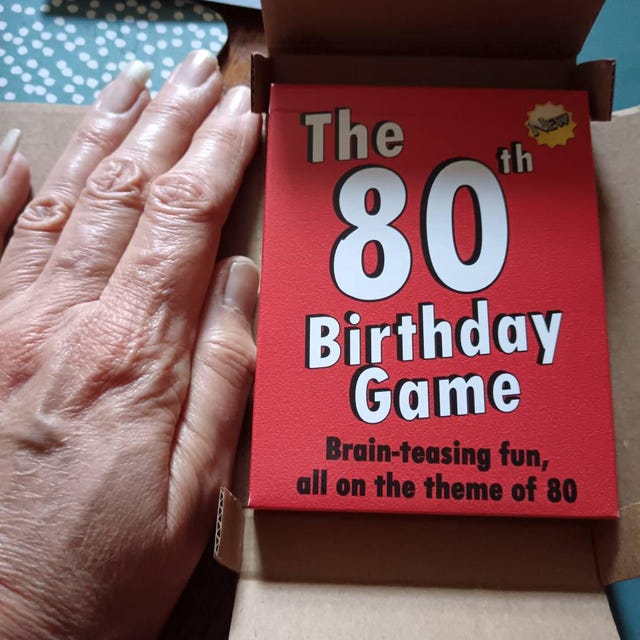 The
New
80th
Birthday
Game
Brain-teasing fun,
all on the theme of 80